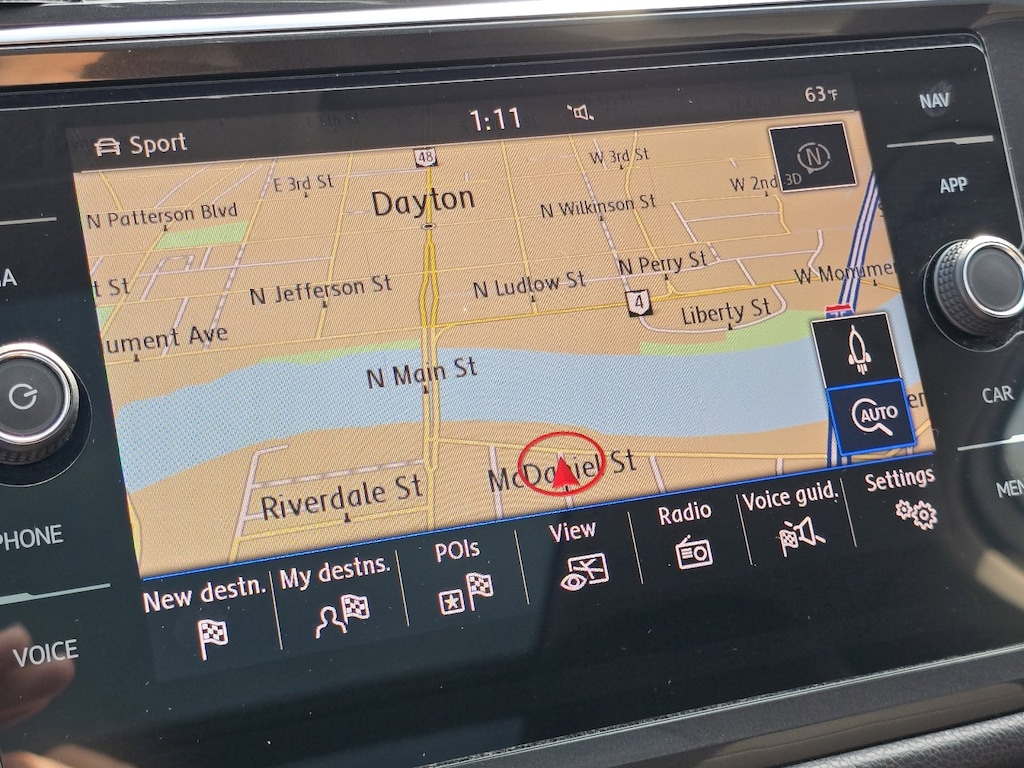 Sport
1:11
63°F
NAV
48
W 3rd St
E 3rd St
Dayton
W 2nd
3D
N
APP
N Patterson Blvd
N Wilkinson St
t St
N Jefferson St
N Ludlow St
N Perry St
W Monumen
4
Liberty St
ument Ave
N Main St
AUTO
CAR
McDaniel St
Riverdale St
Settings
Voice guid.
Radio
View
POIs
My destns.
New destn.
MEN
PHONE
VOICE